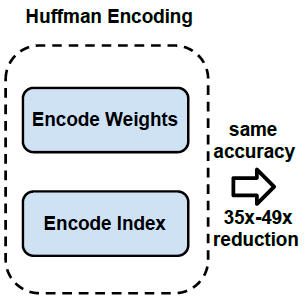 Huffman Encoding
Encode Weights
Encode Index
same
accuracy
35x-49x
reduction